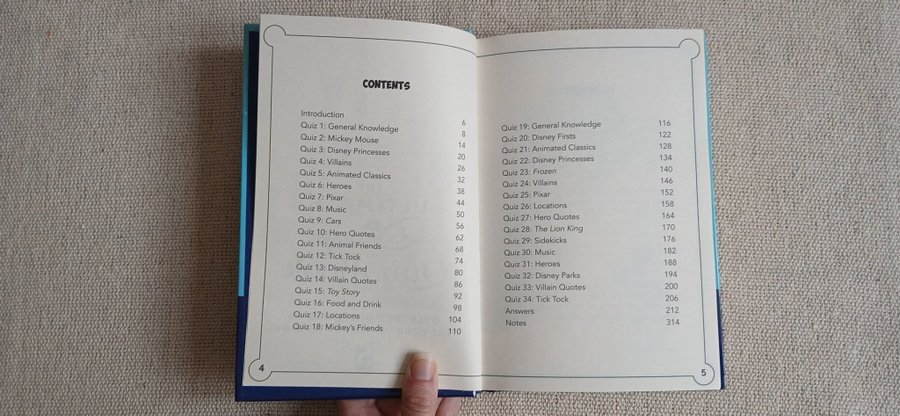 CONTENTS
Introduction 6
Quiz 1: General Knowledge 8
Quiz 2: Mickey Mouse 14
Quiz 3: Disney Princesses 20
Quiz 4: Villains 26
Quiz 5: Animated Classics 32
Quiz 6: Heroes 38
Quiz 7: Pixar 44
Quiz 8: Music 50
Quiz 9: Cars 56
Quiz 10: Hero Quotes 62
Quiz 11: Animal Friends 68
Quiz 12: Tick Tock 74
Quiz 13: Disneyland 80
Quiz 14: Villain Quotes 86
Quiz 15: Toy Story 92
Quiz 16: Food and Drink 98
Quiz 17: Locations 104
Quiz 18: Mickey's Friends 110
4
Quiz 19: General Knowledge 116
Quiz 20: Disney Firsts 122
Quiz 21: Animated Classics 128
Quiz 22: Disney Princesses 134
Quiz 23: Frozen 140
Quiz 24: Villains 146
Quiz 25: Pixar 152
Quiz 26: Locations 158
Quiz 27: Hero Quotes 164
Quiz 28: The Lion King 170
Quiz 29: Sidekicks 176
Quiz 30: Music 182
Quiz 31: Heroes 188
Quiz 32: Disney Parks 194
Quiz 33: Villain Quotes 200
Quiz 34: Tick Tock 206
Answers 212
Notes 314
5